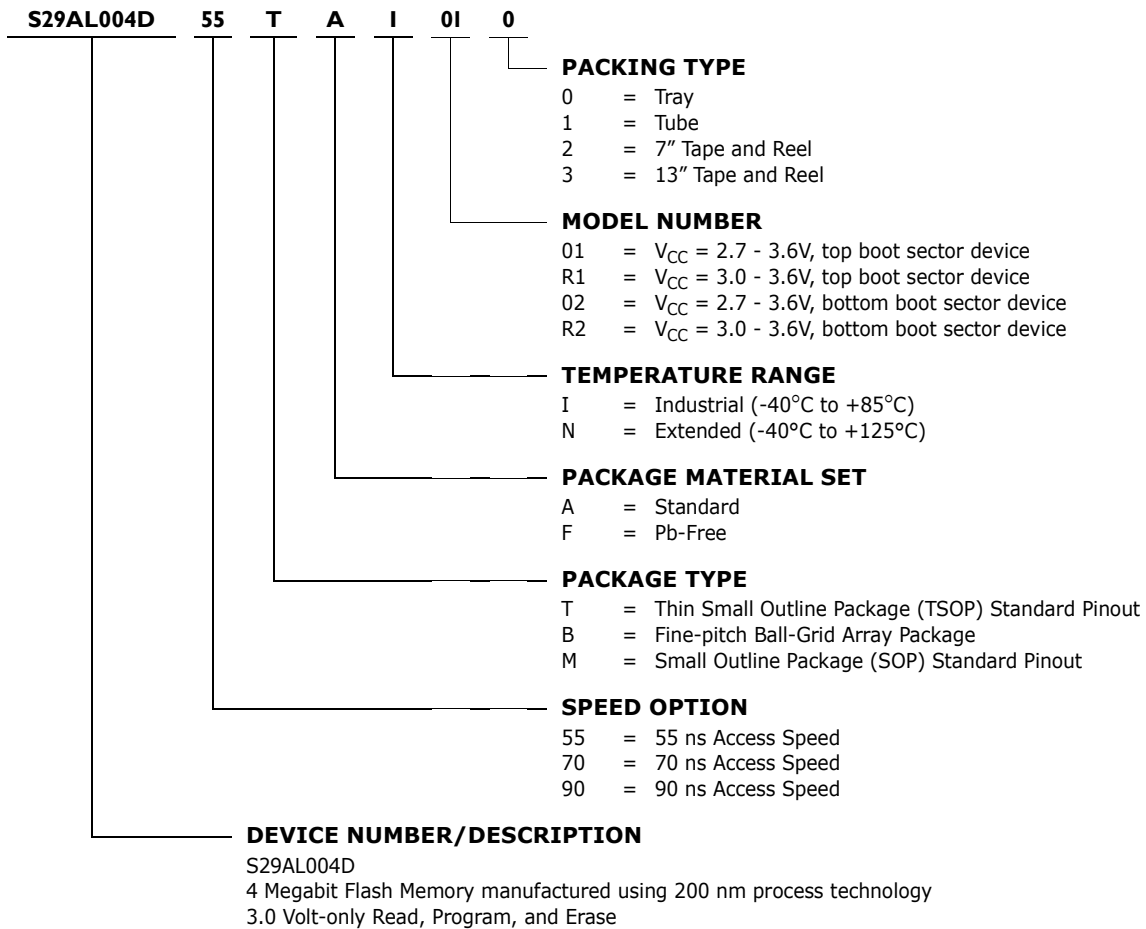 S29AL004D 55 T A I 01 0
PACKING TYPE
0 = Tray
1 = Tube
2 = 7” Tape and Reel
3 = 13” Tape and Reel
MODEL NUMBER
01 = VCC = 2.7 - 3.6V, top boot sector device
R1 = VCC = 3.0 - 3.6V, top boot sector device
02 = VCC = 2.7 - 3.6V, bottom boot sector device
R2 = VCC = 3.0 - 3.6V, bottom boot sector device
TEMPERATURE RANGE
I = Industrial (-40°C to +85°C)
N = Extended (-40°C to +125°C)
PACKAGE MATERIAL SET
A = Standard
F = Pb-Free
PACKAGE TYPE
T = Thin Small Outline Package (TSOP) Standard Pinout
B = Fine-pitch Ball-Grid Array Package
M = Small Outline Package (SOP) Standard Pinout
SPEED OPTION
55 = 55 ns Access Speed
70 = 70 ns Access Speed
90 = 90 ns Access Speed
DEVICE NUMBER/DESCRIPTION
S29AL004D
4 Megabit Flash Memory manufactured using 200 nm process technology
3.0 Volt-only Read, Program, and Erase